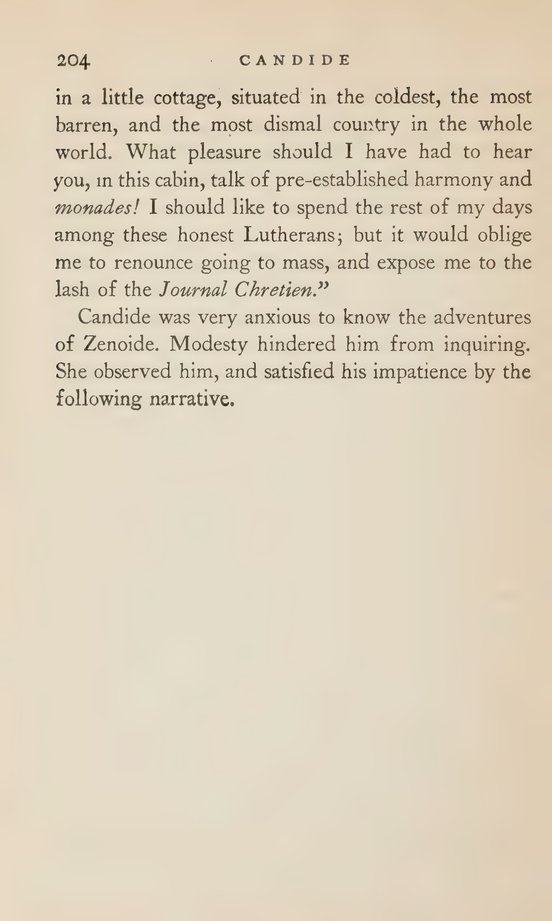 204 CANDIDE
in a little cottage, situated in the coldest, the most
barren, and the most dismal country in the whole
world. What pleasure should I have had to hear
you, in this cabin, talk of pre-established harmony and
monades! I should like to spend the rest of my days
among these honest Lutherans; but it would oblige
me to renounce going to mass, and expose me to the
lash of the Journal Chretien.”
Candide was very anxious to know the adventures
of Zenoide. Modesty hindered him from inquiring.
She observed him, and satisfied his impatience by the
following narrative.